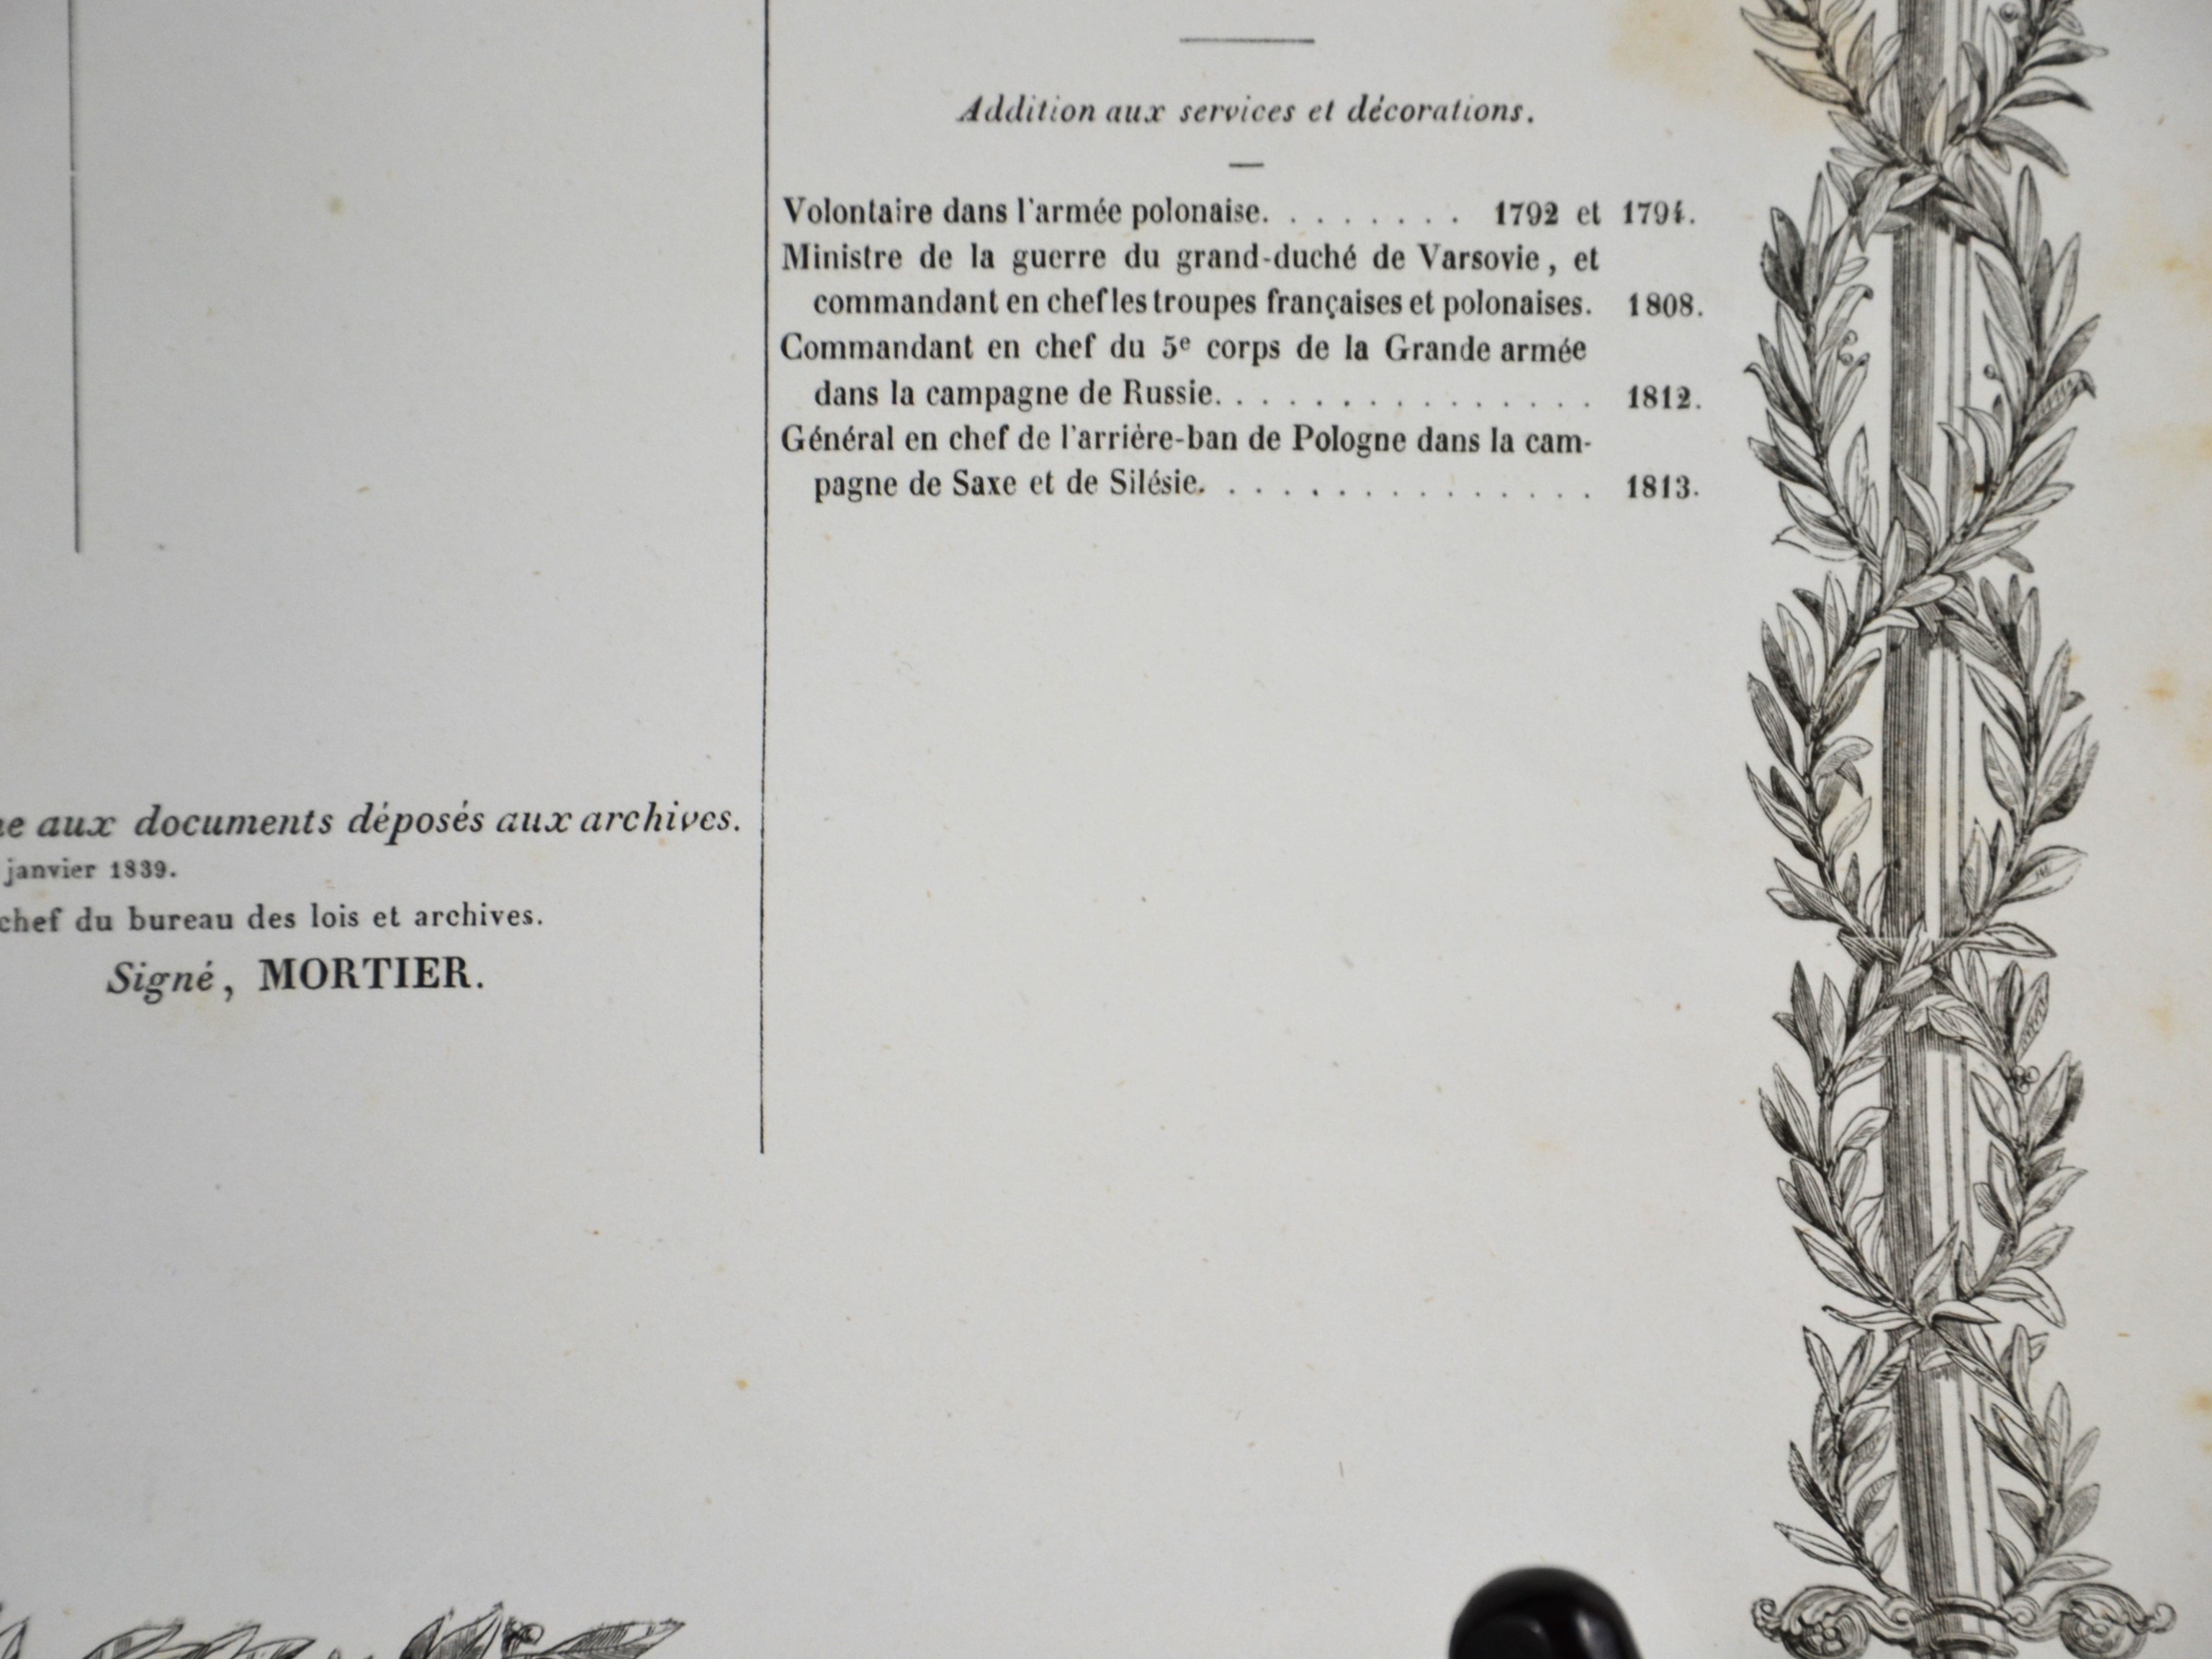 Addition aux services et décorations.
Volontaire dans l'armée polonaise. . . . . . . . 1792 et 1794.
Ministre de la guerre du grand-duché de Varsovie, et
commandant en chef les troupes françaises et polonaises. 1808.
Commandant en chef du 5e corps de la Grande armée
dans la campagne de Russie. . . . . . . . . . . . . . . 1812.
Général en chef de l'arrière-ban de Pologne dans la cam-
pagne de Saxe et de Silésie. . . . . . . . . . . . . . . 1813.
aux documents déposés aux archives.
janvier 1839.
chef du bureau des lois et archives.
Signé, MORTIER.